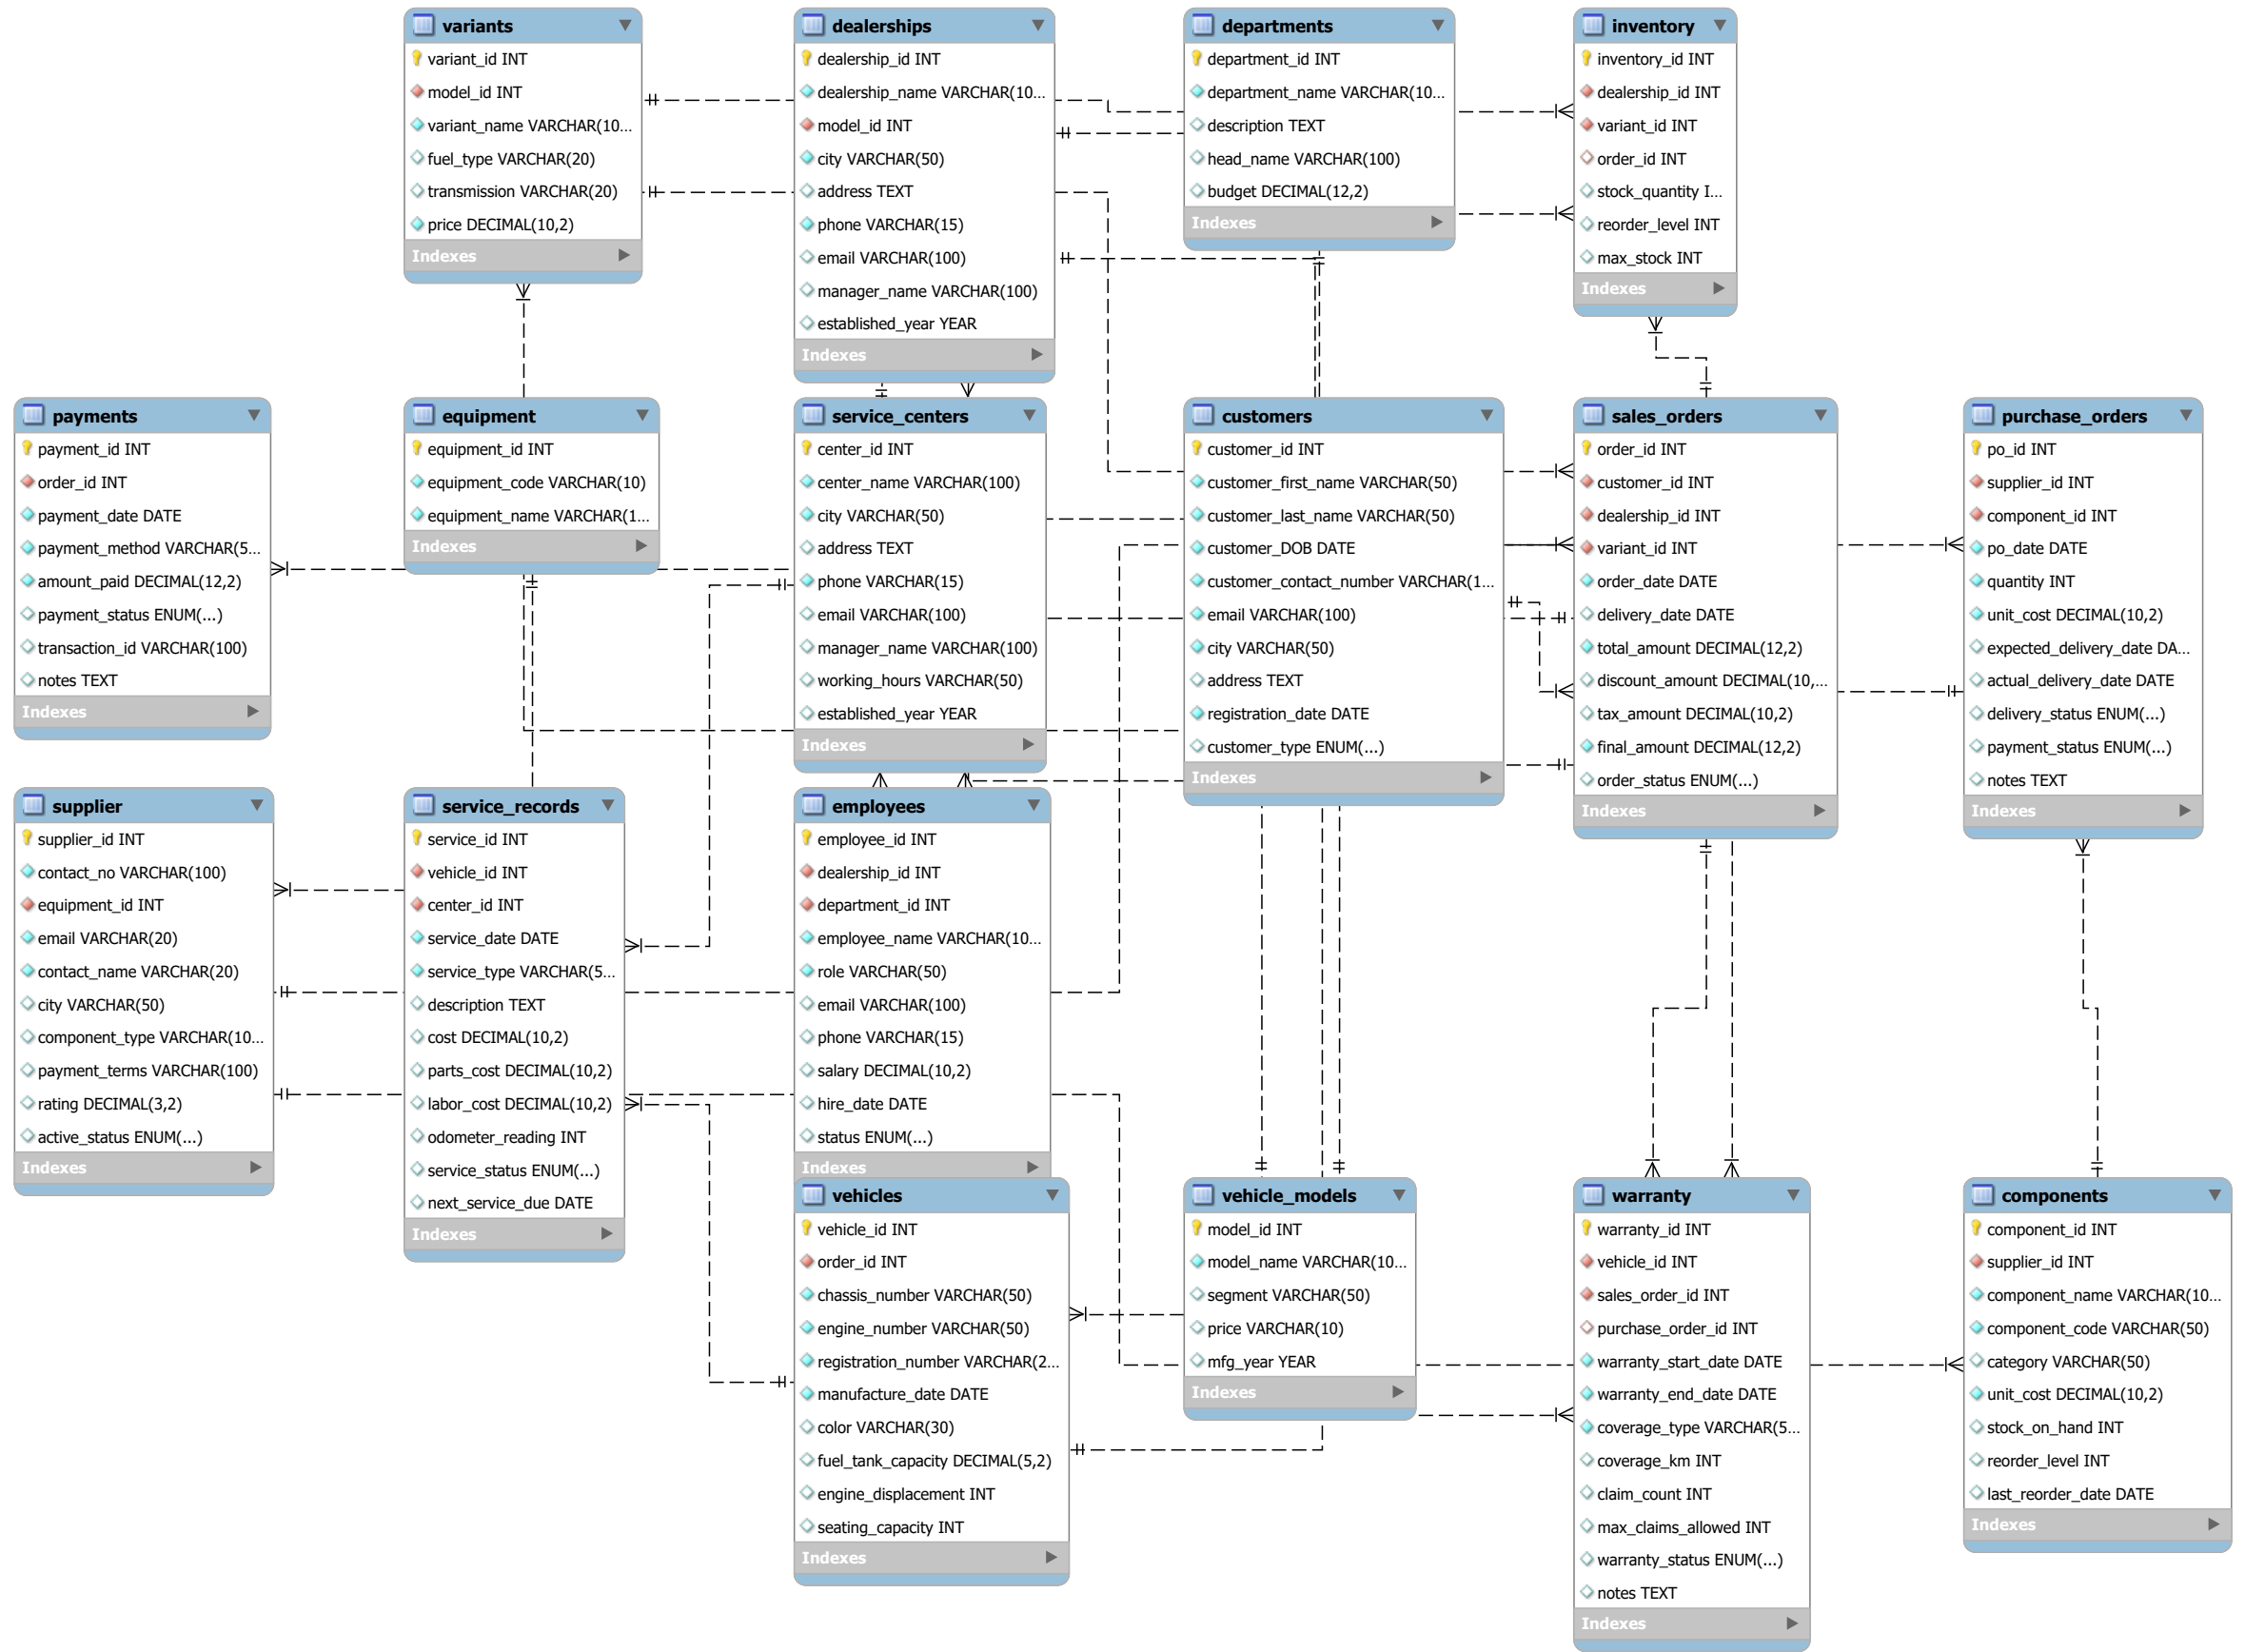 variants
variant_id INT
model_id INT
variant_name VARCHAR(10...
fuel_type VARCHAR(20)
transmission VARCHAR(20)
price DECIMAL(10,2)
Indexes
dealerships
dealership_id INT
dealership_name VARCHAR(10...
model_id INT
city VARCHAR(50)
address TEXT
phone VARCHAR(15)
email VARCHAR(100)
manager_name VARCHAR(100)
established_year YEAR
Indexes
departments
department_id INT
department_name VARCHAR(10...
description TEXT
head_name VARCHAR(100)
budget DECIMAL(12,2)
Indexes
inventory
inventory_id INT
dealership_id INT
variant_id INT
order_id INT
stock_quantity I...
reorder_level INT
max_stock INT
Indexes
payments
payment_id INT
order_id INT
payment_date DATE
payment_method VARCHAR(5...
amount_paid DECIMAL(12,2)
payment_status ENUM(...)
transaction_id VARCHAR(100)
notes TEXT
Indexes
equipment
equipment_id INT
equipment_code VARCHAR(10)
equipment_name VARCHAR(1...
Indexes
service_centers
center_id INT
center_name VARCHAR(100)
city VARCHAR(50)
address TEXT
phone VARCHAR(15)
email VARCHAR(100)
manager_name VARCHAR(100)
working_hours VARCHAR(50)
established_year YEAR
Indexes
customers
customer_id INT
customer_first_name VARCHAR(50)
customer_last_name VARCHAR(50)
customer_DOB DATE
customer_contact_number VARCHAR(1...
email VARCHAR(100)
city VARCHAR(50)
address TEXT
registration_date DATE
customer_type ENUM(...)
Indexes
sales_orders
order_id INT
customer_id INT
dealership_id INT
variant_id INT
order_date DATE
delivery_date DATE
total_amount DECIMAL(12,2)
discount_amount DECIMAL(10,...
tax_amount DECIMAL(10,2)
final_amount DECIMAL(12,2)
order_status ENUM(...)
Indexes
purchase_orders
po_id INT
supplier_id INT
component_id INT
po_date DATE
quantity INT
unit_cost DECIMAL(10,2)
expected_delivery_date DA...
actual_delivery_date DATE
delivery_status ENUM(...)
payment_status ENUM(...)
notes TEXT
Indexes
supplier
supplier_id INT
contact_no VARCHAR(100)
equipment_id INT
email VARCHAR(20)
contact_name VARCHAR(20)
city VARCHAR(50)
component_type VARCHAR(10...
payment_terms VARCHAR(100)
rating DECIMAL(3,2)
active_status ENUM(...)
Indexes
service_records
service_id INT
vehicle_id INT
center_id INT
service_date DATE
service_type VARCHAR(5...
description TEXT
cost DECIMAL(10,2)
parts_cost DECIMAL(10,2)
labor_cost DECIMAL(10,2)
odometer_reading INT
service_status ENUM(...)
next_service_due DATE
Indexes
employees
employee_id INT
dealership_id INT
department_id INT
employee_name VARCHAR(10...
role VARCHAR(50)
email VARCHAR(100)
phone VARCHAR(15)
salary DECIMAL(10,2)
hire_date DATE
status ENUM(...)
Indexes
vehicles
vehicle_id INT
order_id INT
chassis_number VARCHAR(50)
engine_number VARCHAR(50)
registration_number VARCHAR(2...
manufacture_date DATE
color VARCHAR(30)
fuel_tank_capacity DECIMAL(5,2)
engine_displacement INT
seating_capacity INT
Indexes
vehicle_models
model_id INT
model_name VARCHAR(10...
segment VARCHAR(50)
price VARCHAR(10)
mfg_year YEAR
Indexes
warranty
warranty_id INT
vehicle_id INT
sales_order_id INT
purchase_order_id INT
warranty_start_date DATE
warranty_end_date DATE
coverage_type VARCHAR(5...
coverage_km INT
claim_count INT
max_claims_allowed INT
warranty_status ENUM(...)
notes TEXT
Indexes
components
component_id INT
supplier_id INT
component_name VARCHAR(10...
component_code VARCHAR(50)
category VARCHAR(50)
unit_cost DECIMAL(10,2)
stock_on_hand INT
reorder_level INT
last_reorder_date DATE
Indexes